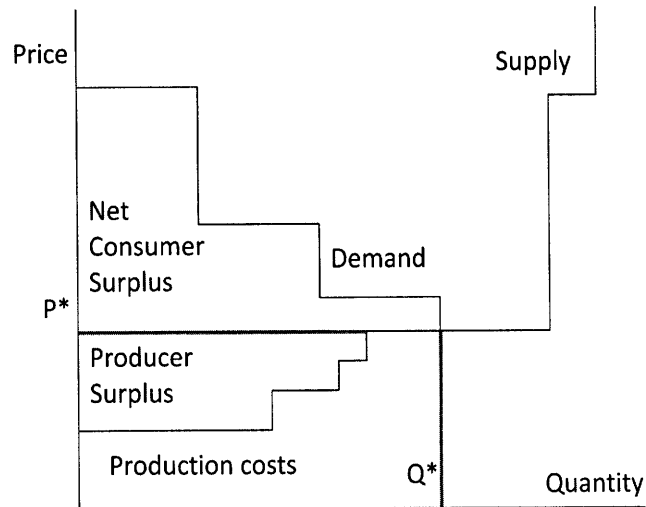 Price
Supply
Net
Consumer
Surplus
Demand
P*
Producer
Surplus
Production costs
Q*
Quantity